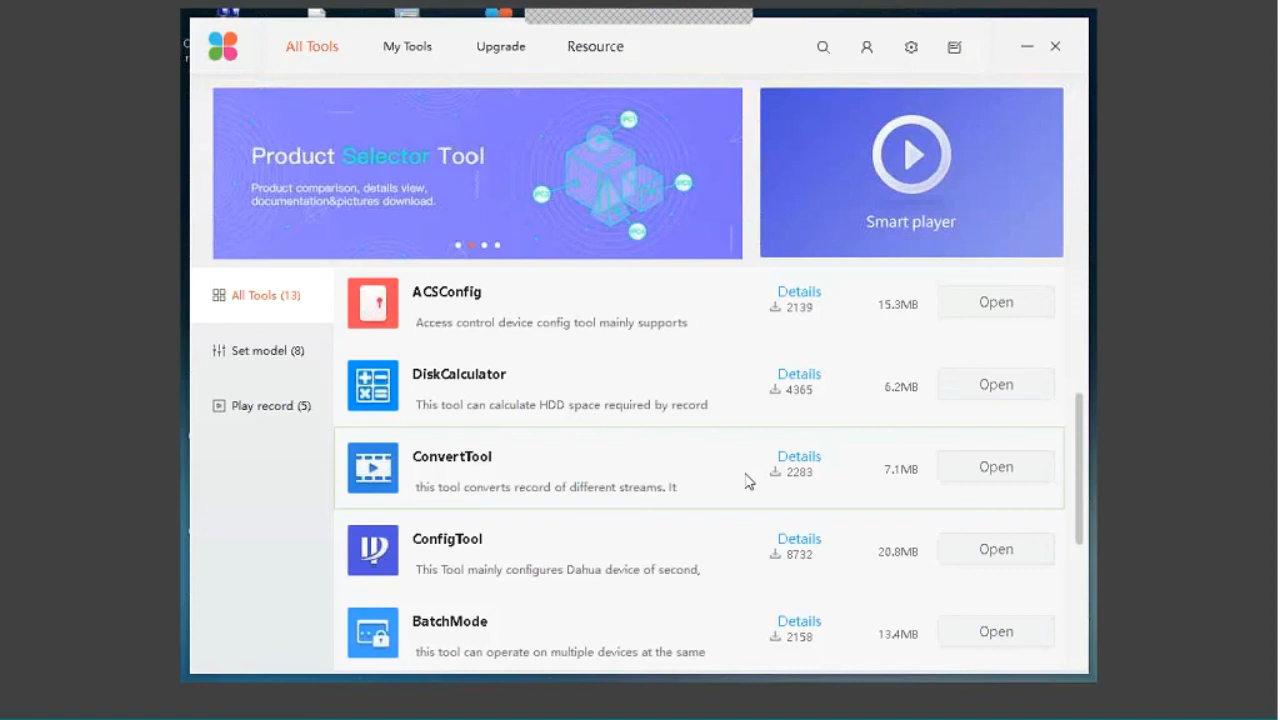 All Tools
My Tools
Upgrade
Resource
Product Selector Tool
Product comparison, details view,
documentation&pictures download.
IPC1
IPC2
IPC3
IPC4
Smart player
All Tools (13)
Set model (8)
Play record (5)
ACSConfig
Access control device config tool mainly supports
Details
2139
15.3MB
Open
DiskCalculator
This tool can calculate HDD space required by record
Details
4365
6.2MB
Open
ConvertTool
this tool converts record of different streams. It
Details
2283
7.1MB
Open
ConfigTool
This Tool mainly configures Dahua device of second,
Details
8732
20.8MB
Open
BatchMode
this tool can operate on multiple devices at the same
Details
2158
13.4MB
Open